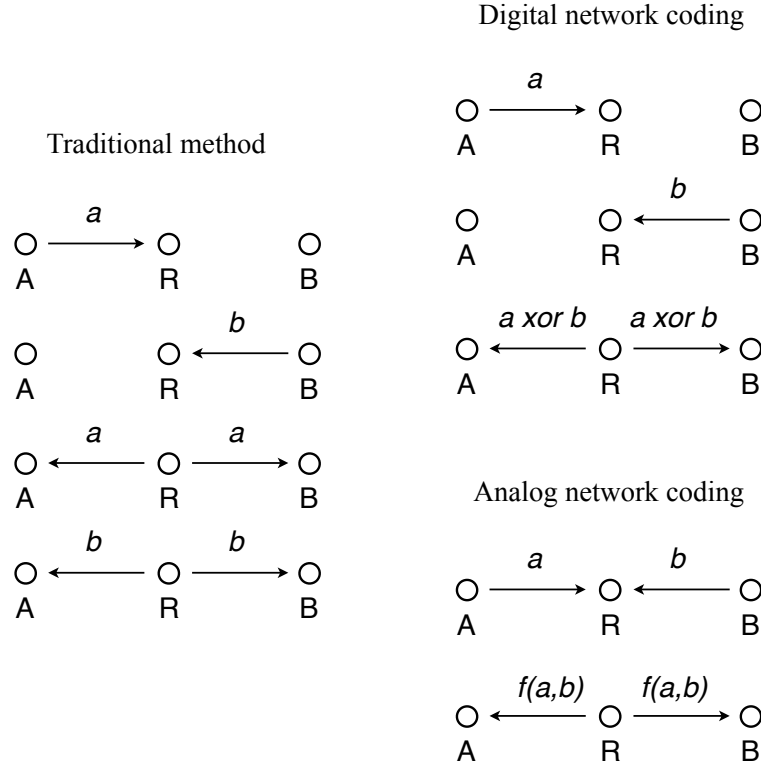 Traditional method
a
A R B
b
A R B
a a
A R B
b b
A R B
Digital network coding
a
A R B
b
A R B
a xor b a xor b
A R B
Analog network coding
a b
A R B
f(a,b) f(a,b)
A R B